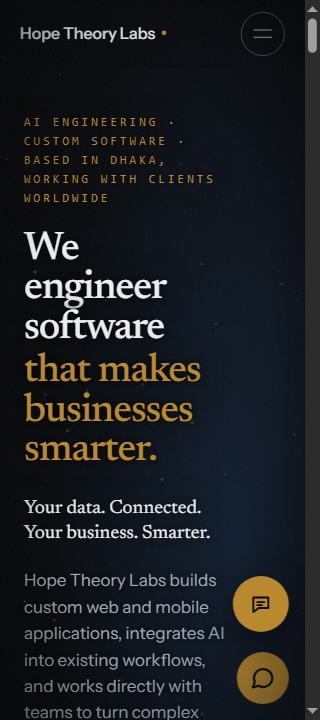 Hope Theory Labs
AI ENGINEERING ·
CUSTOM SOFTWARE ·
BASED IN DHAKA,
WORKING WITH CLIENTS
WORLDWIDE
We
engineer
software
that makes
businesses
smarter.
Your data. Connected.
Your business. Smarter.
Hope Theory Labs builds
custom web and mobile
applications, integrates AI
into existing workflows,
and works directly with
teams to turn complex